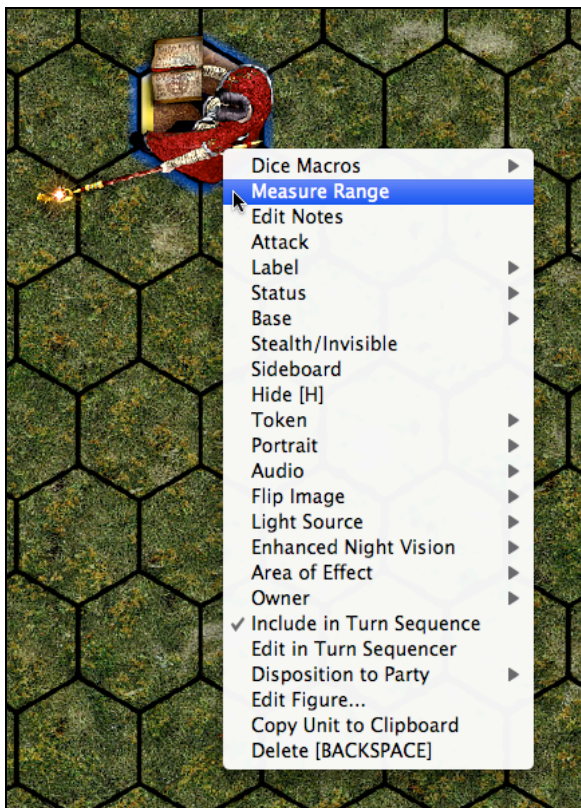 Dice Macros
Measure Range
Edit Notes
Attack
Label
Status
Base
Stealth/Invisible
Sideboard
Hide [H]
Token
Portrait
Audio
Flip Image
Light Source
Enhanced Night Vision
Area of Effect
Owner
✓ Include in Turn Sequence
Edit in Turn Sequencer
Disposition to Party
Edit Figure...
Copy Unit to Clipboard
Delete [BACKSPACE]